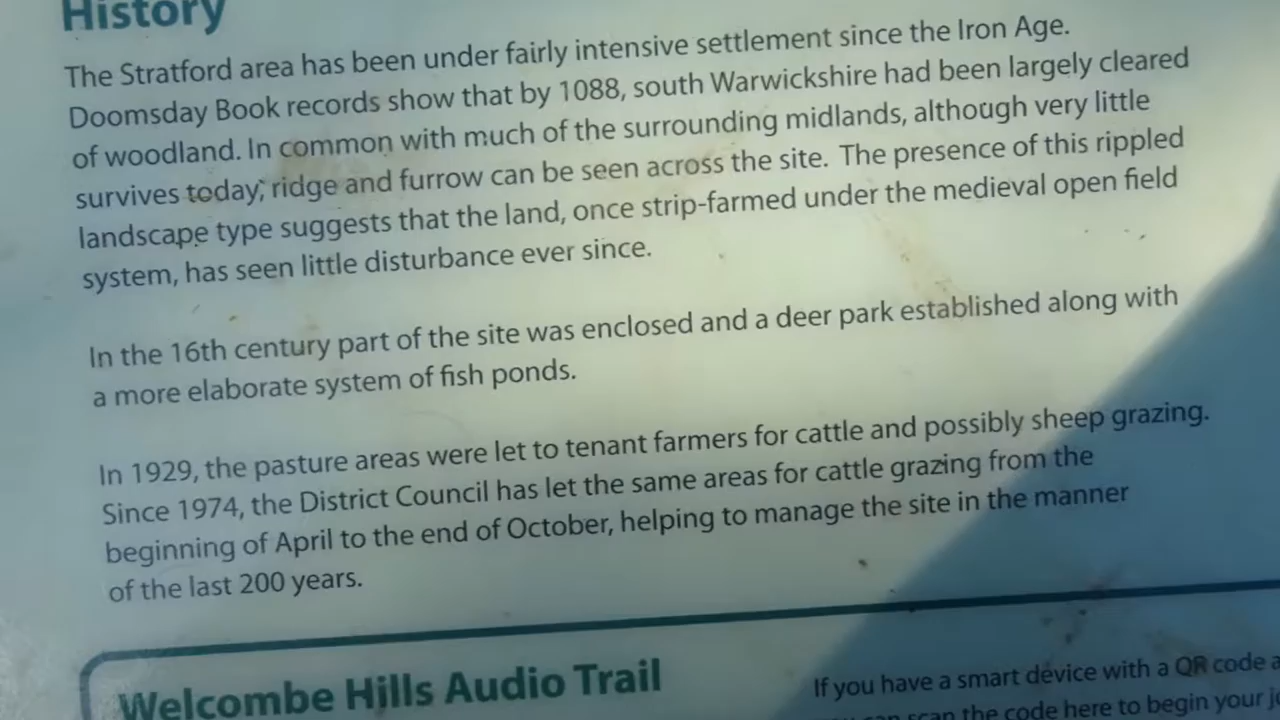 History
The Stratford area has been under fairly intensive settlement since the Iron Age.
Doomsday Book records show that by 1088, south Warwickshire had been largely cleared
of woodland. In common with much of the surrounding midlands, although very little
survives today, ridge and furrow can be seen across the site. The presence of this rippled
landscape type suggests that the land, once strip-farmed under the medieval open field
system, has seen little disturbance ever since.
In the 16th century part of the site was enclosed and a deer park established along with
a more elaborate system of fish ponds.
In 1929, the pasture areas were let to tenant farmers for cattle and possibly sheep grazing.
Since 1974, the District Council has let the same areas for cattle grazing from the
beginning of April to the end of October, helping to manage the site in the manner
of the last 200 years.
Welcombe Hills Audio Trail
If you have a smart device with a QR code
can scan the code here to begin your